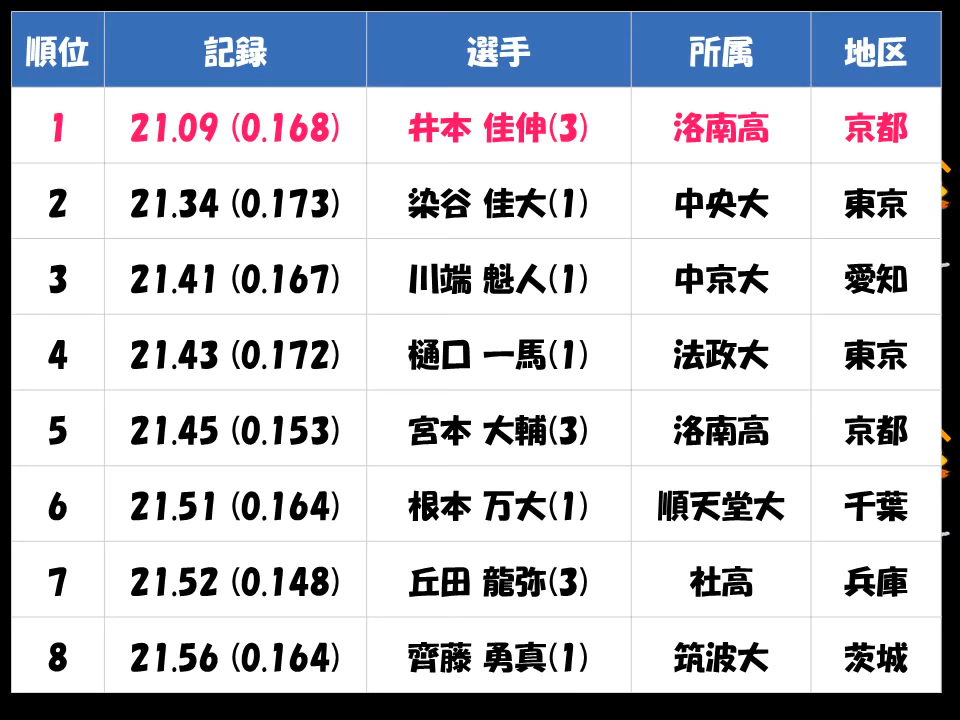 順位 記録 選手 所属 地区
1 21.09 (0.168) 井本 佳伸(3) 洛南高 京都
2 21.34 (0.173) 染谷 佳大(1) 中央大 東京
3 21.41 (0.167) 川端 魁人(1) 中京大 愛知
4 21.43 (0.172) 樋口 一馬(1) 法政大 東京
5 21.45 (0.153) 宮本 大輔(3) 洛南高 京都
6 21.51 (0.164) 根本 万大(1) 順天堂大 千葉
7 21.52 (0.148) 丘田 龍弥(3) 社高 兵庫
8 21.56 (0.164) 齊藤 勇真(1) 筑波大 茨城